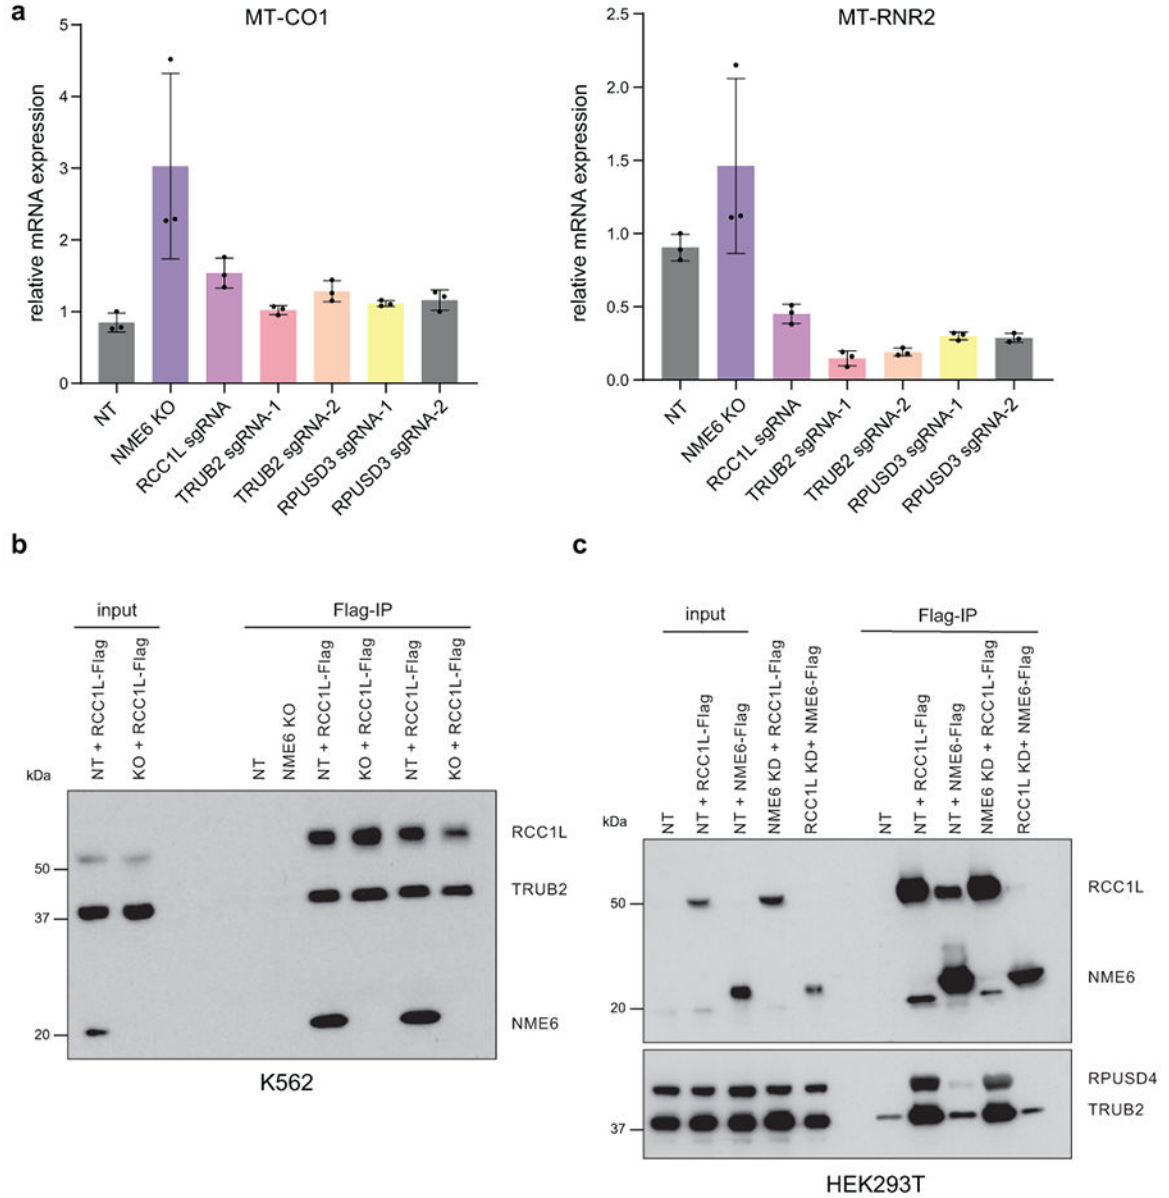 a
MT-CO1
relative mRNA expression
5
4
3
2
1
0
NT
NME6 KO
RCC1L sgRNA
TRUB2 sgRNA-1
TRUB2 sgRNA-2
RPUSD3 sgRNA-1
RPUSD3 sgRNA-2
MT-RNR2
relative mRNA expression
2.5
2.0
1.5
1.0
0.5
0.0
NT
NME6 KO
RCC1L sgRNA
TRUB2 sgRNA-1
TRUB2 sgRNA-2
RPUSD3 sgRNA-1
RPUSD3 sgRNA-2
b
input
Flag-IP
NT + RCC1L-Flag
KO + RCC1L-Flag
NT
NME6 KO
NT + RCC1L-Flag
KO + RCC1L-Flag
NT + RCC1L-Flag
KO + RCC1L-Flag
kDa
50
37
20
RCC1L
TRUB2
NME6
K562
c
input
Flag-IP
NT
NT + RCC1L-Flag
NT + NME6-Flag
NME6 KD + RCC1L-Flag
RCC1L KD+ NME6-Flag
NT
NT + RCC1L-Flag
NT + NME6-Flag
NME6 KD + RCC1L-Flag
RCC1L KD+ NME6-Flag
kDa
50
20
37
RCC1L
NME6
RPUSD4
TRUB2
HEK293T